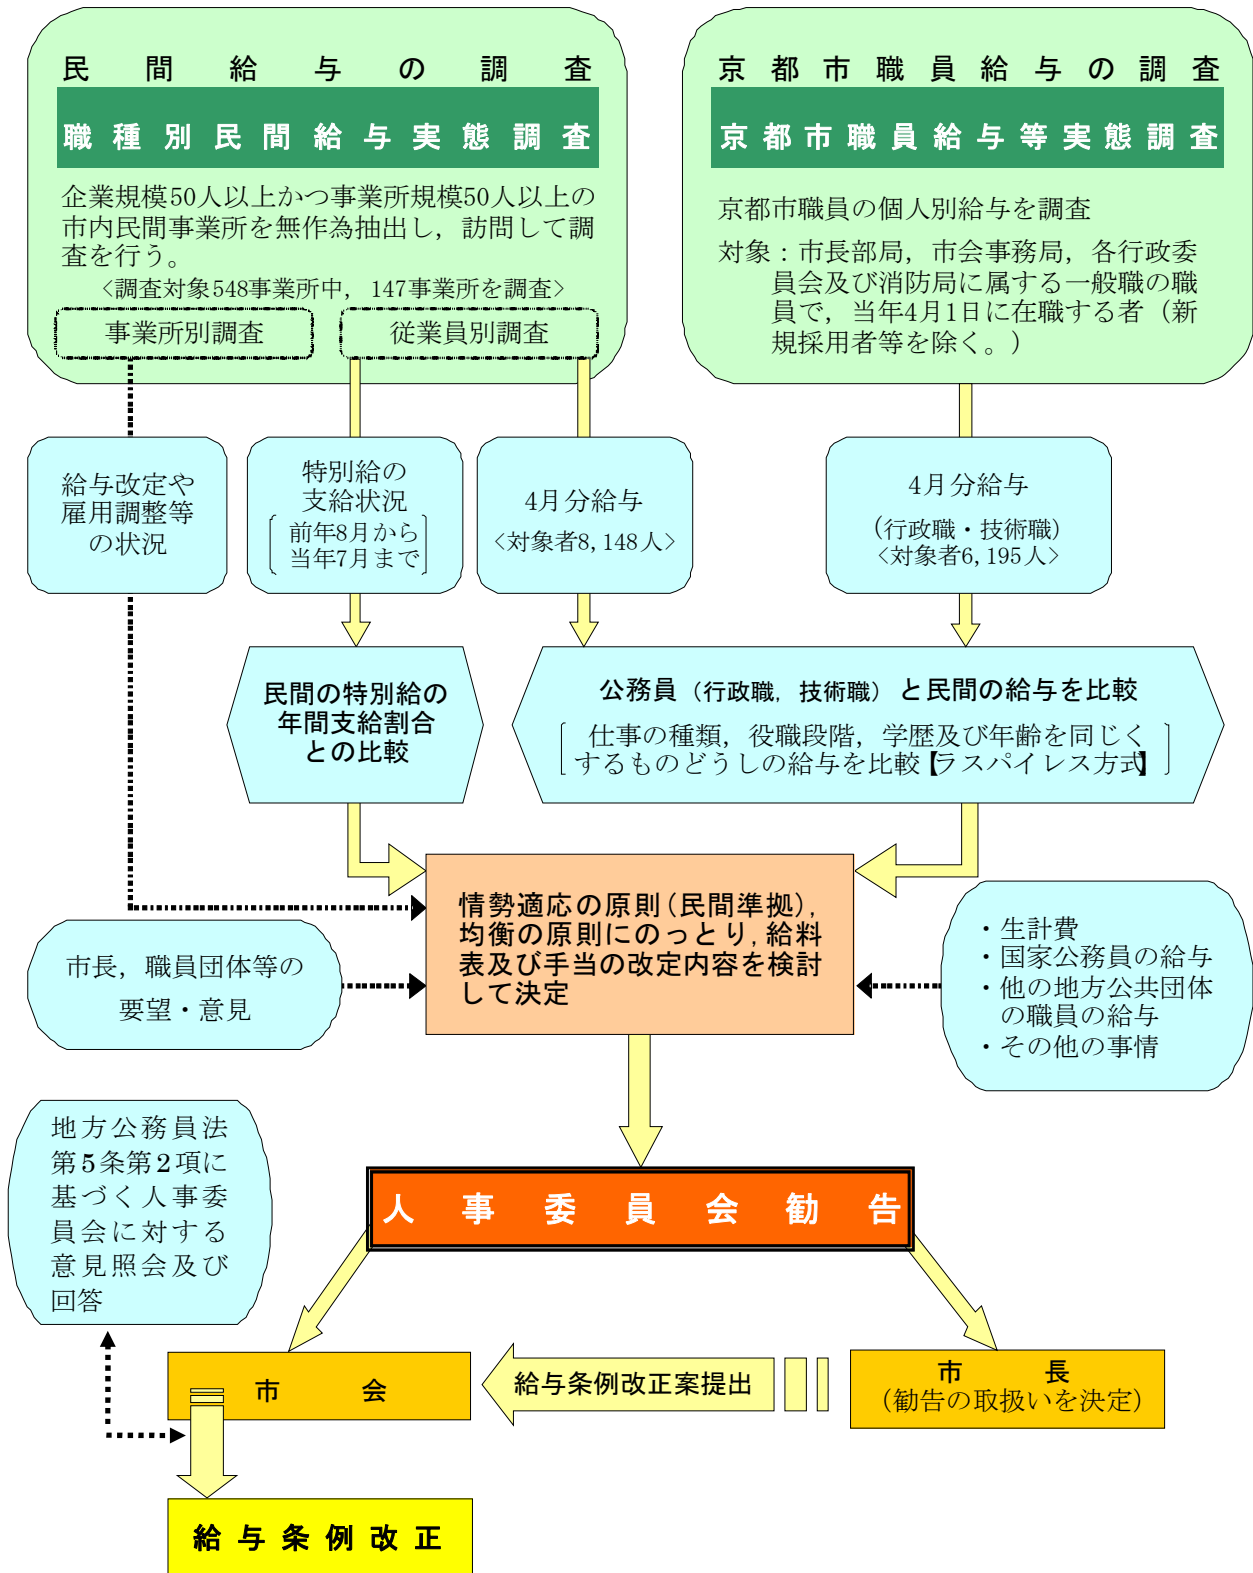 民間給与の調査
職種別民間給与実態調査
企業規模50人以上かつ事業所規模50人以上の
市内民間事業所を無作為抽出し，訪問して調
査を行う。
〈調査対象548事業所中，147事業所を調査〉
事業所別調査
従業員別調査
京都市職員給与の調査
京都市職員給与等実態調査
京都市職員の個人別給与を調査
対象：市長部局，市会事務局，各行政委
員会及び消防局に属する一般職の職
員で，当年4月1日に在職する者（新
規採用者等を除く。）
給与改定や
雇用調整等
の状況
特別給の
支給状況
前年8月から
当年7月まで
4月分給与
〈対象者8,148人〉
4月分給与
（行政職・技術職）
〈対象者6,195人〉
民間の特別給の
年間支給割合
との比較
公務員（行政職，技術職）と民間の給与を比較
仕事の種類，役職段階，学歴及び年齢を同じく
するものどうしの給与を比較【ラスパイレス方式】
情勢適応の原則（民間準拠），
均衡の原則にのっとり，給料
表及び手当の改定内容を検討
して決定
市長，職員団体等の
要望・意見
・生計費
・国家公務員の給与
・他の地方公共団体
の職員の給与
・その他の事情
地方公務員法
第5条第2項に
基づく人事委
員会に対する
意見照会及び
回答
人事委員会勧告
市会
給与条例改正案提出
市長
（勧告の取扱いを決定）
給与条例改正